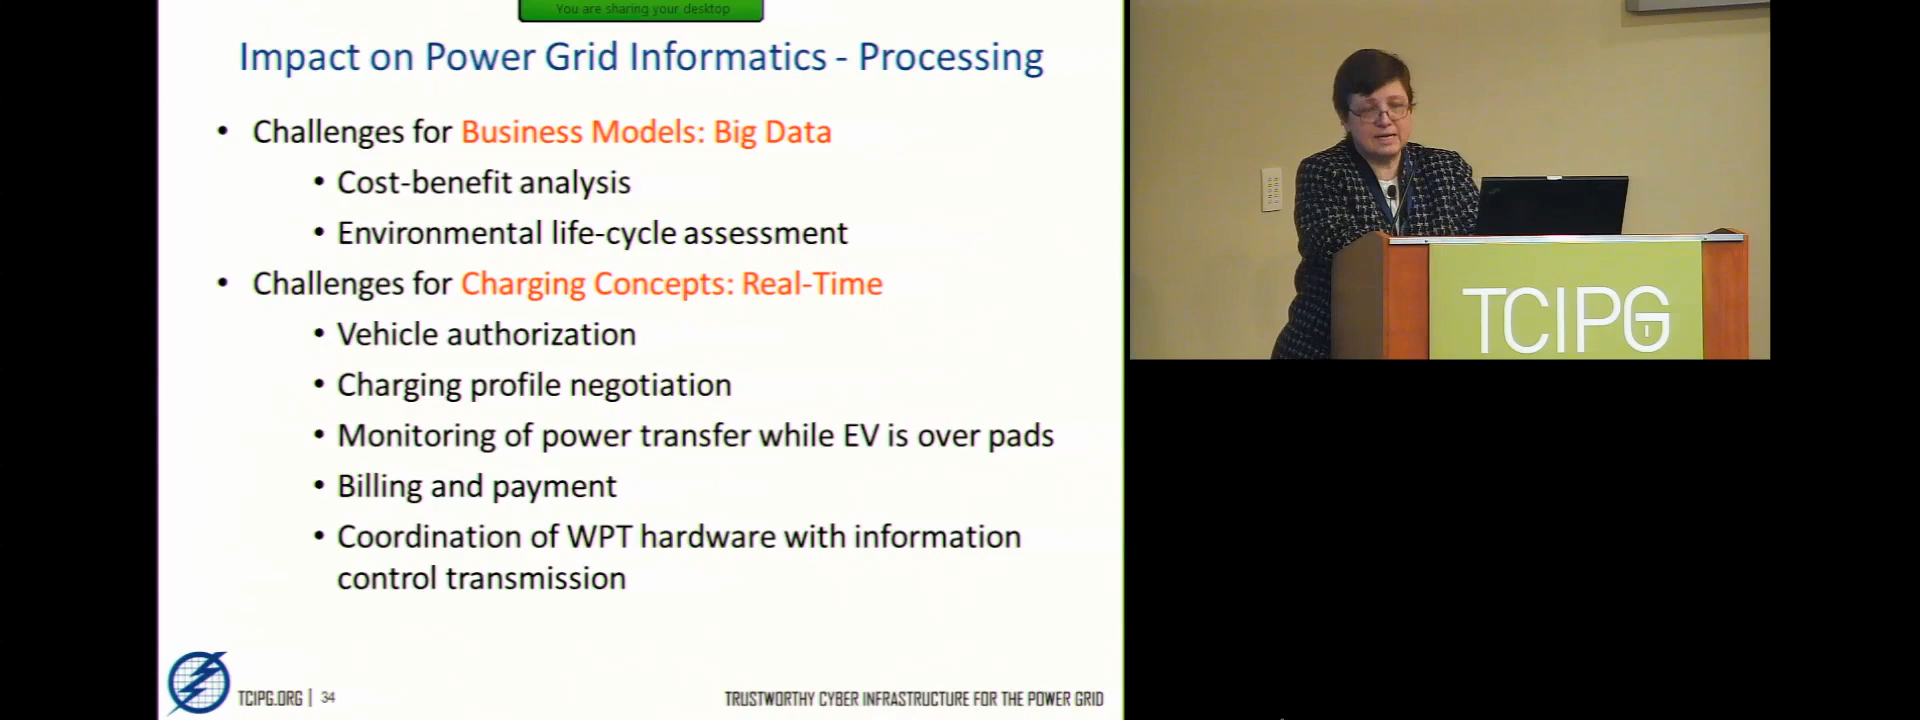 You are sharing your desktop
Impact on Power Grid Informatics - Processing
• Challenges for Business Models: Big Data
• Cost-benefit analysis
• Environmental life-cycle assessment
• Challenges for Charging Concepts: Real-Time
• Vehicle authorization
• Charging profile negotiation
• Monitoring of power transfer while EV is over pads
• Billing and payment
• Coordination of WPT hardware with information
control transmission
TCIPG.ORG | 34
TRUSTWORTHY CYBER INFRASTRUCTURE FOR THE POWER GRID
TCIPG